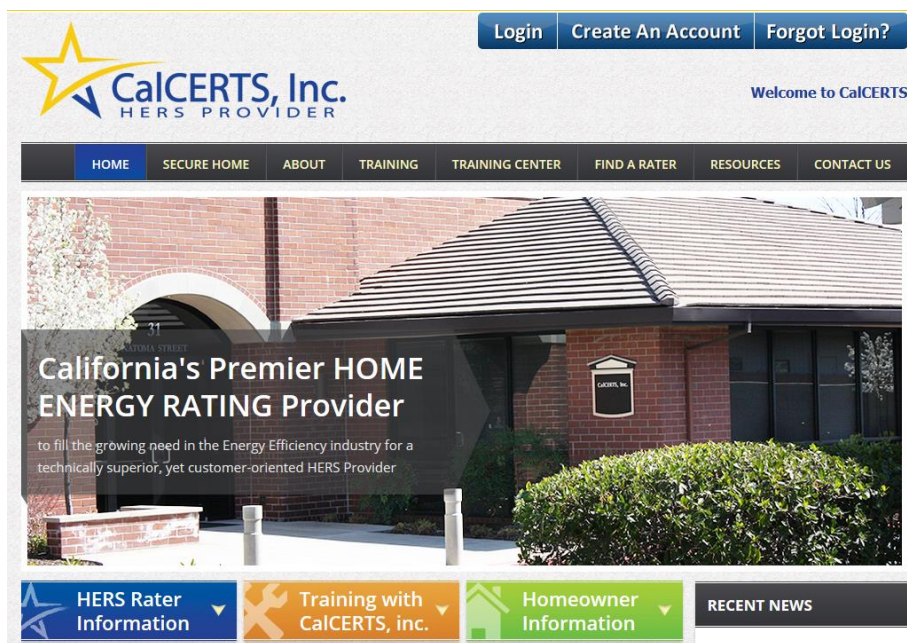 Login Create An Account Forgot Login?
CalCERTS, Inc.
HERS PROVIDER
Welcome to CalCERTS
HOME SECURE HOME ABOUT TRAINING TRAINING CENTER FIND A RATER RESOURCES CONTACT US
31
NATOMA STREET
CalCERTS, Inc.
California's Premier HOME
ENERGY RATING Provider
to fill the growing need in the Energy Efficiency industry for a
technically superior, yet customer-oriented HERS Provider
HERS Rater
Information
Training with
CalCERTS, inc.
Homeowner
Information
RECENT NEWS